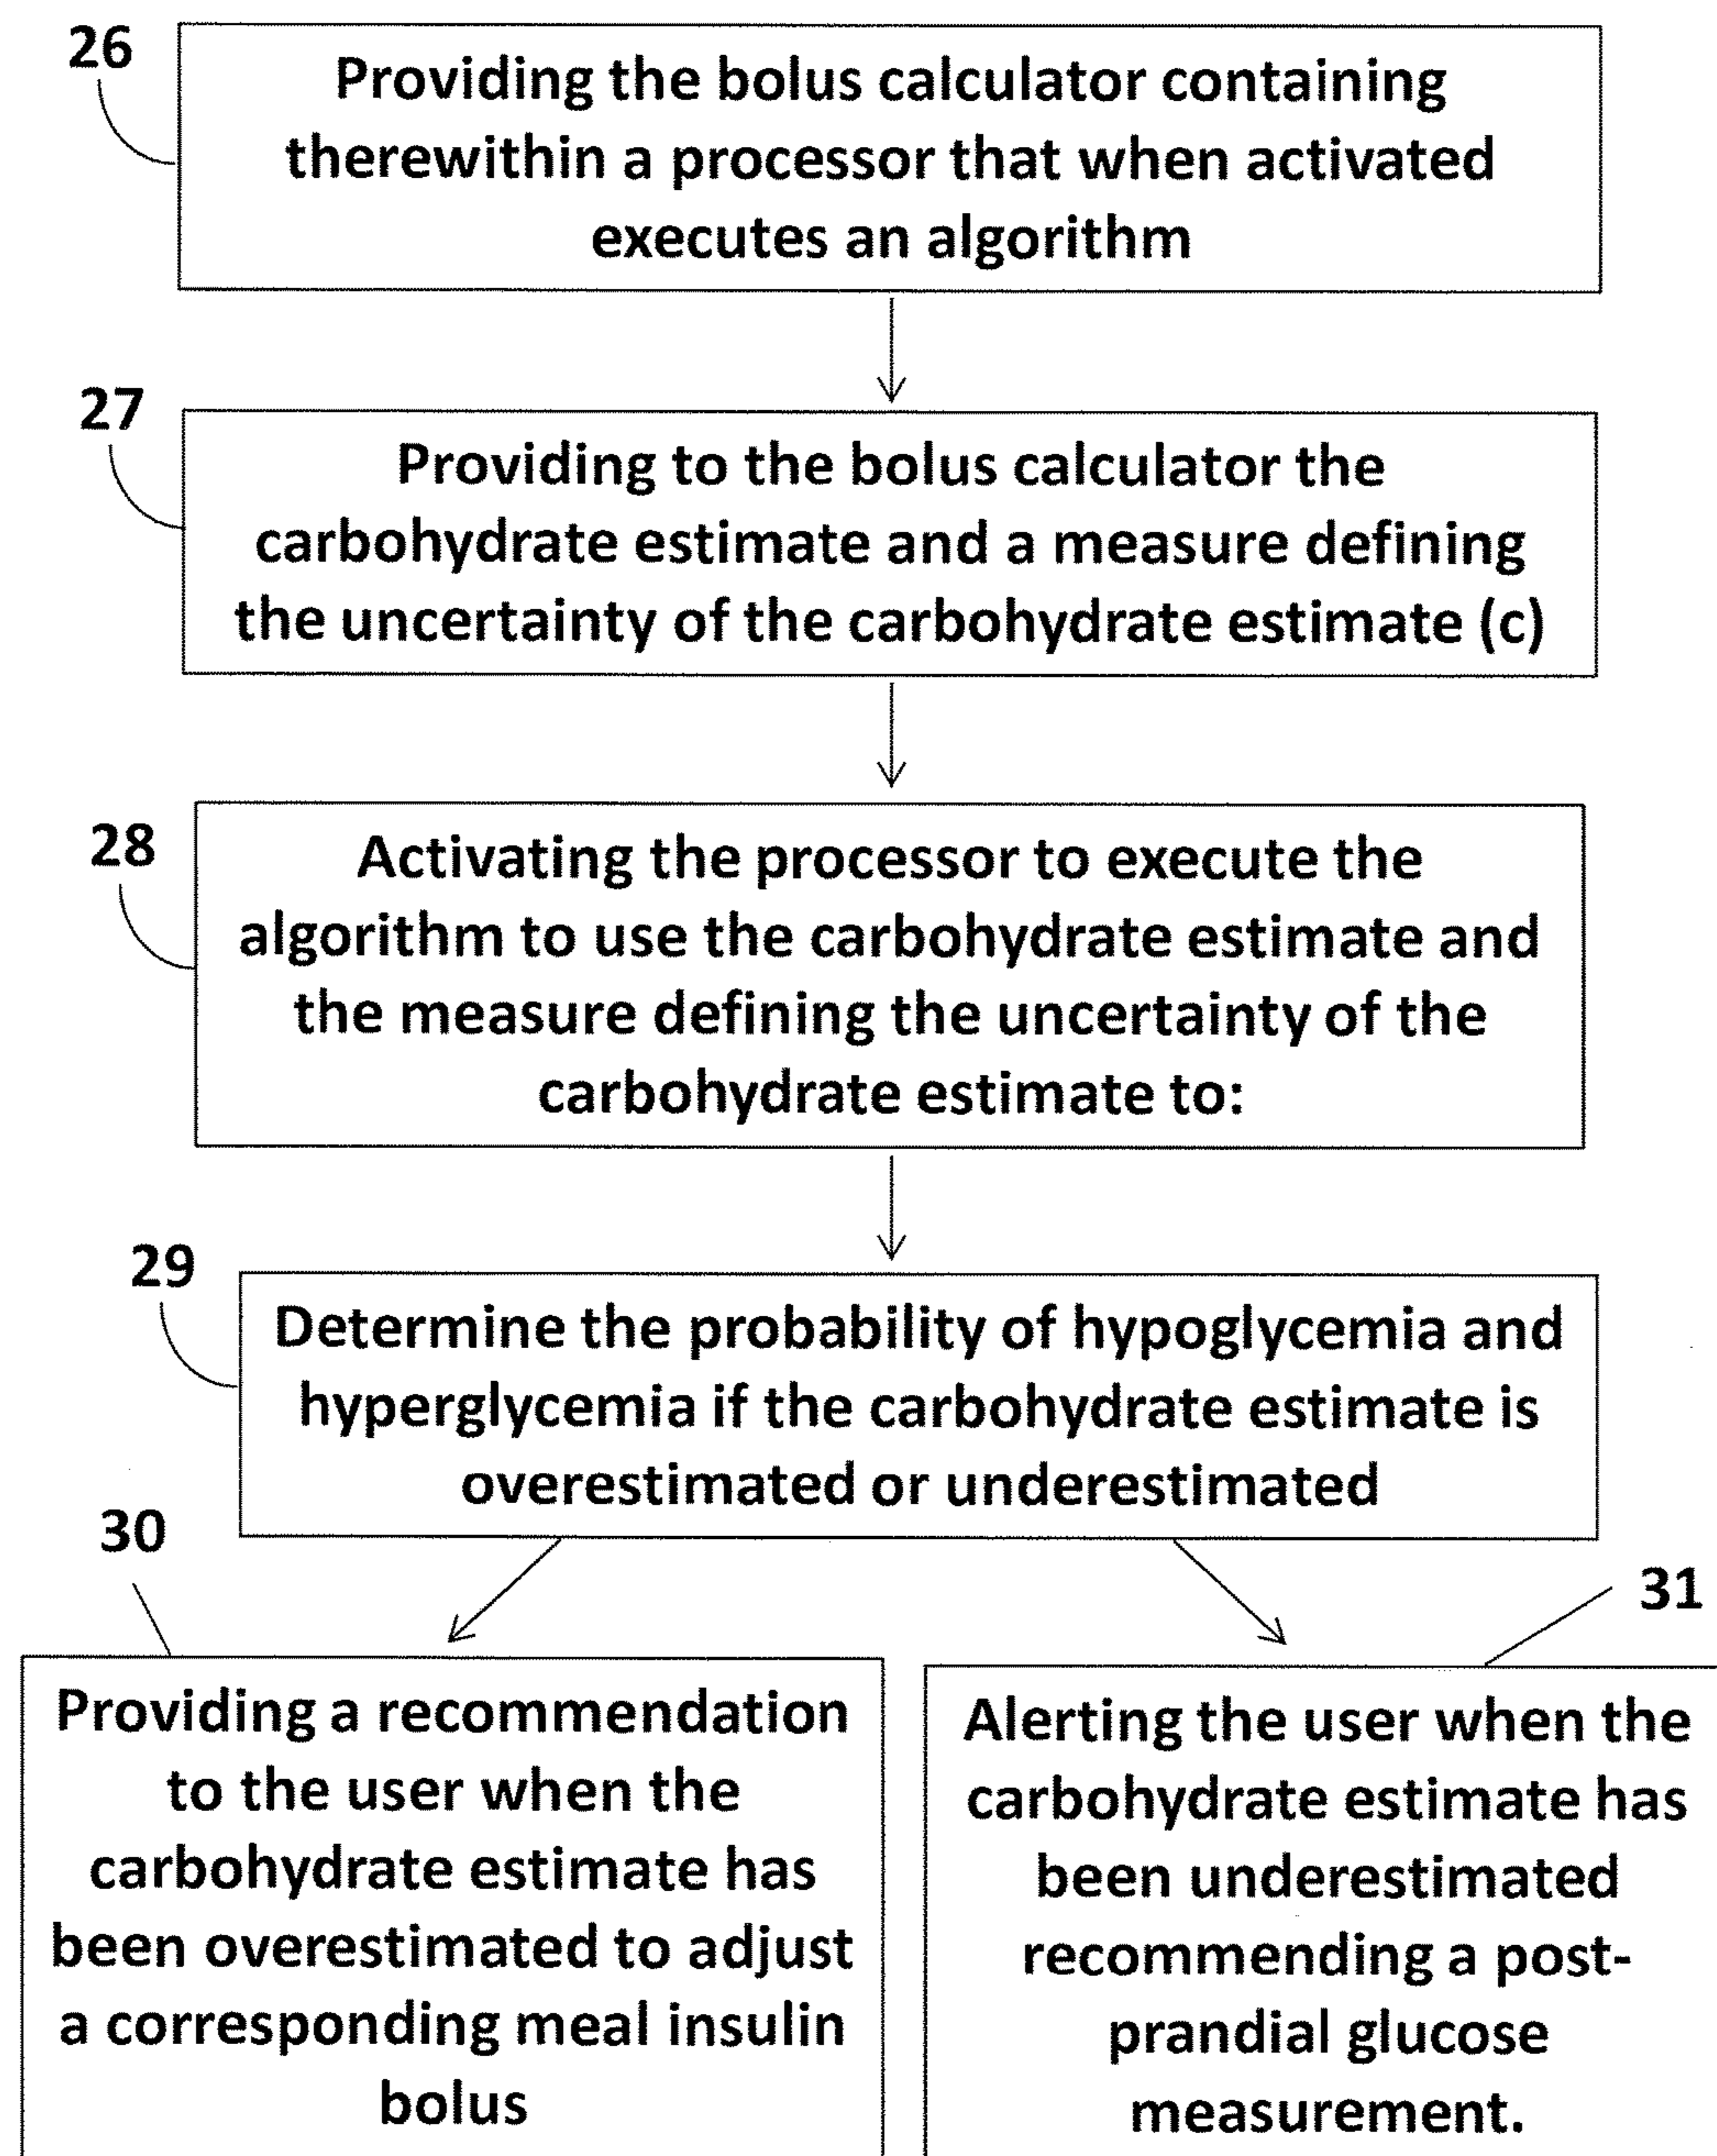 26
Providing the bolus calculator containing
therewithin a processor that when activated
executes an algorithm
27
Providing to the bolus calculator the
carbohydrate estimate and a measure defining
the uncertainty of the carbohydrate estimate (c)
28
Activating the processor to execute the
algorithm to use the carbohydrate estimate and
the measure defining the uncertainty of the
carbohydrate estimate to:
29
Determine the probability of hypoglycemia and
hyperglycemia if the carbohydrate estimate is
overestimated or underestimated
30
Providing a recommendation
to the user when the
carbohydrate estimate has
been overestimated to adjust
a corresponding meal insulin
bolus
31
Alerting the user when the
carbohydrate estimate has
been underestimated
recommending a post-
prandial glucose
measurement.